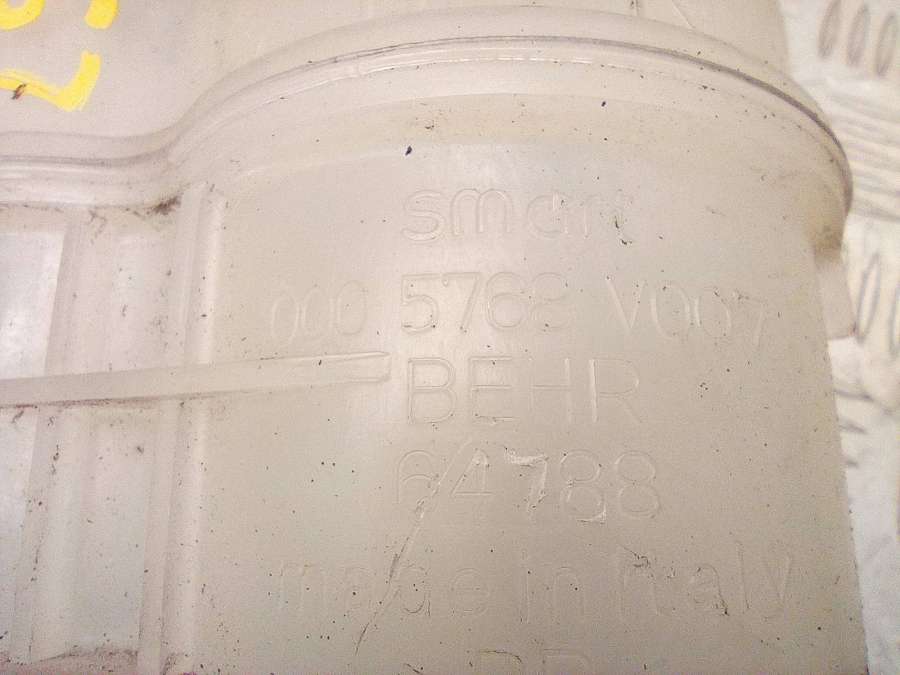 smart
000 5768 V007
BEHR
64788
made in Italy